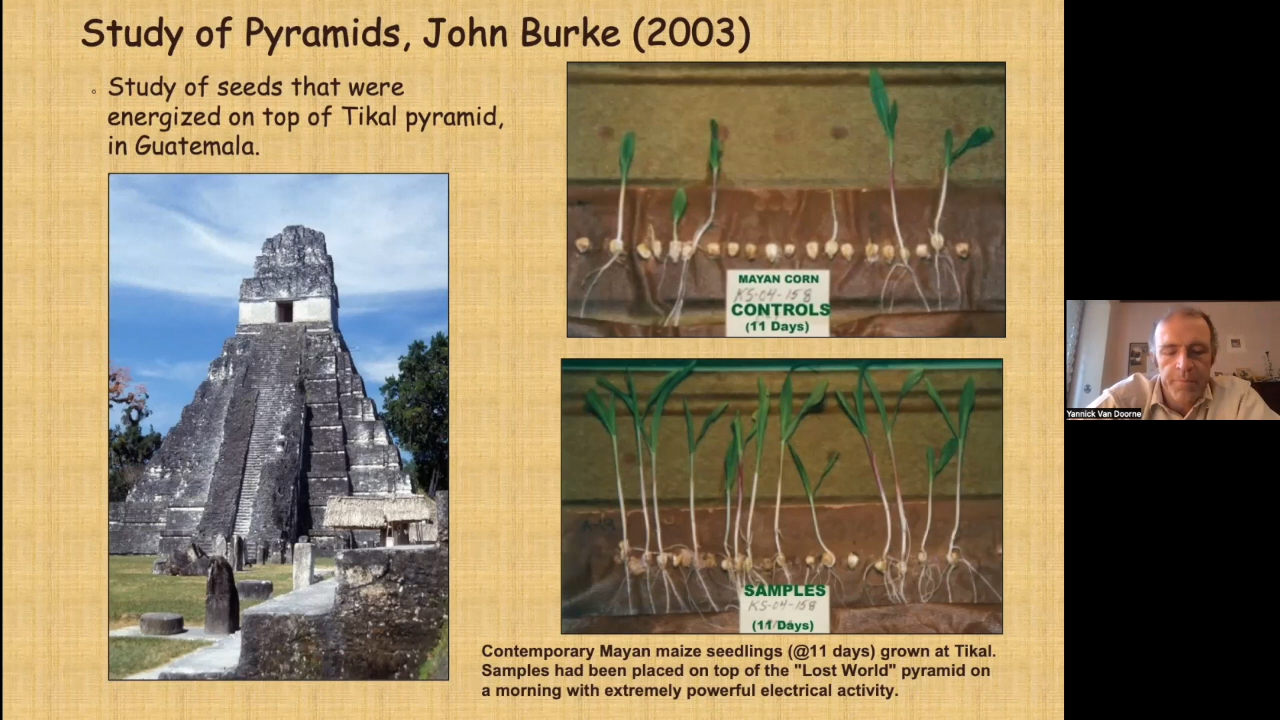 Study of Pyramids, John Burke (2003)
Study of seeds that were
energized on top of Tikal pyramid,
in Guatemala.
MAYAN CORN
KS-04-158
CONTROLS
(11 Days)
SAMPLES
KS-04-158
(11 Days)
Contemporary Mayan maize seedlings (@11 days) grown at Tikal.
Samples had been placed on top of the "Lost World" pyramid on
a morning with extremely powerful electrical activity.
Yannick Van Doorne